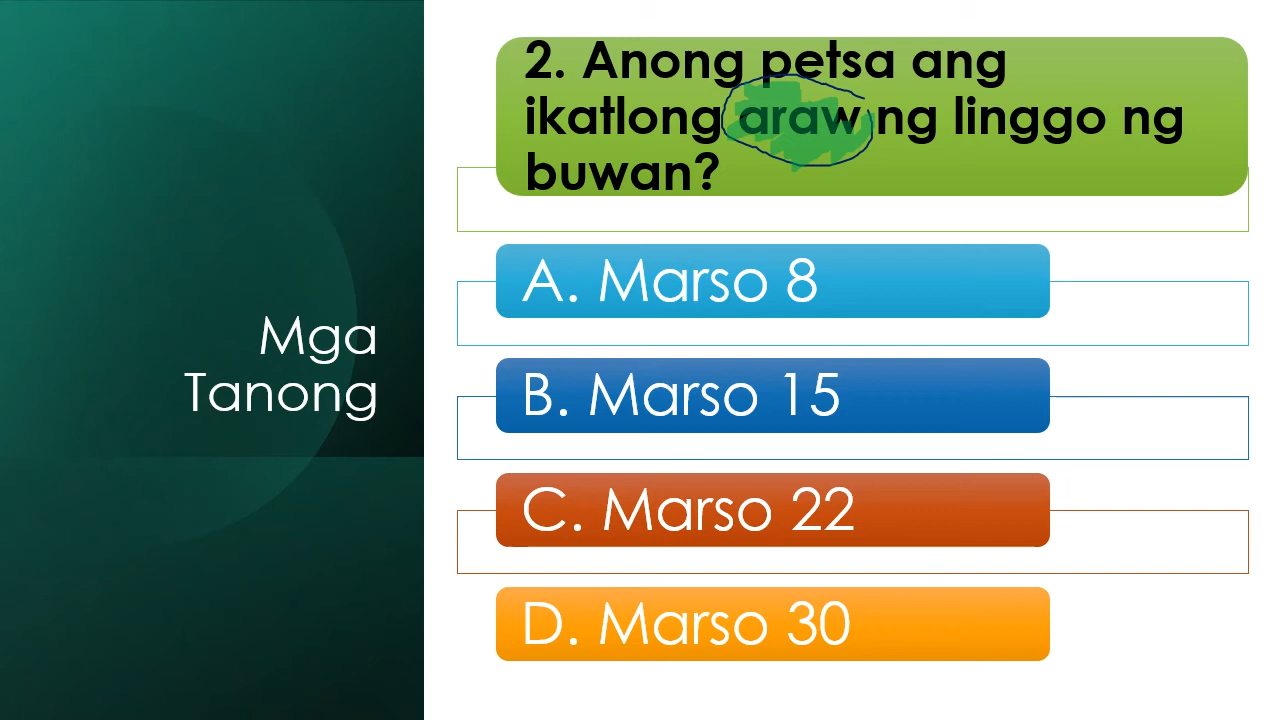 Mga
Tanong
2. Anong petsa ang
ikatlong araw ng linggo ng
buwan?
A. Marso 8
B. Marso 15
C. Marso 22
D. Marso 30